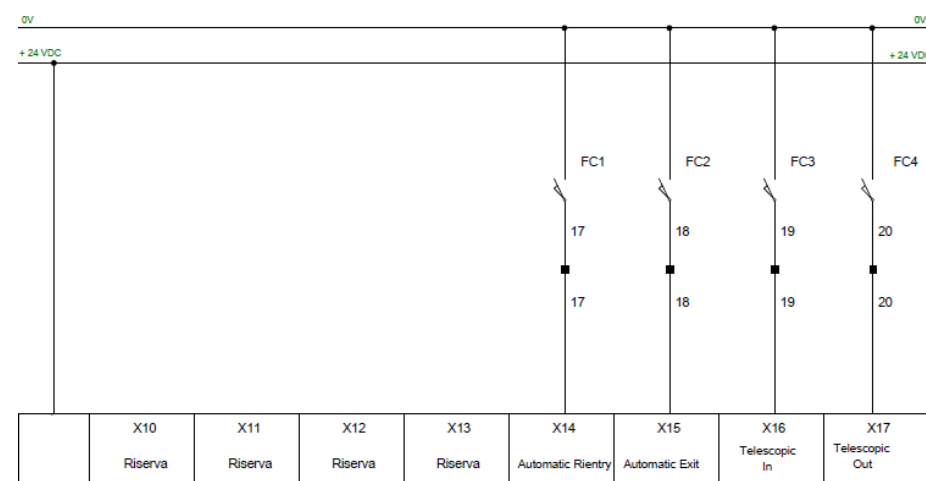 0V
0V
+ 24 VDC
+ 24 VD
FC1 FC2 FC3 FC4
17 18 19 20
17 18 19 20
X10 X11 X12 X13 X14 X15 X16 X17
Riserva Riserva Riserva Riserva Automatic Rientry Automatic Exit Telescopic In Telescopic Out